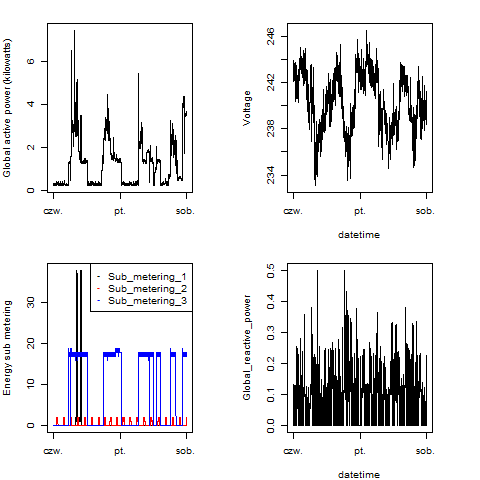 Global active power (kilowatts)
6
4
2
0
czw.
pt.
sob.
Voltage
246
242
238
234
czw.
pt.
sob.
datetime
Energy sub metering
30
20
10
0
Sub_metering_1
Sub_metering_2
Sub_metering_3
czw.
pt.
sob.
Global_reactive_power
0.5
0.4
0.3
0.2
0.1
0.0
czw.
pt.
sob.
datetime